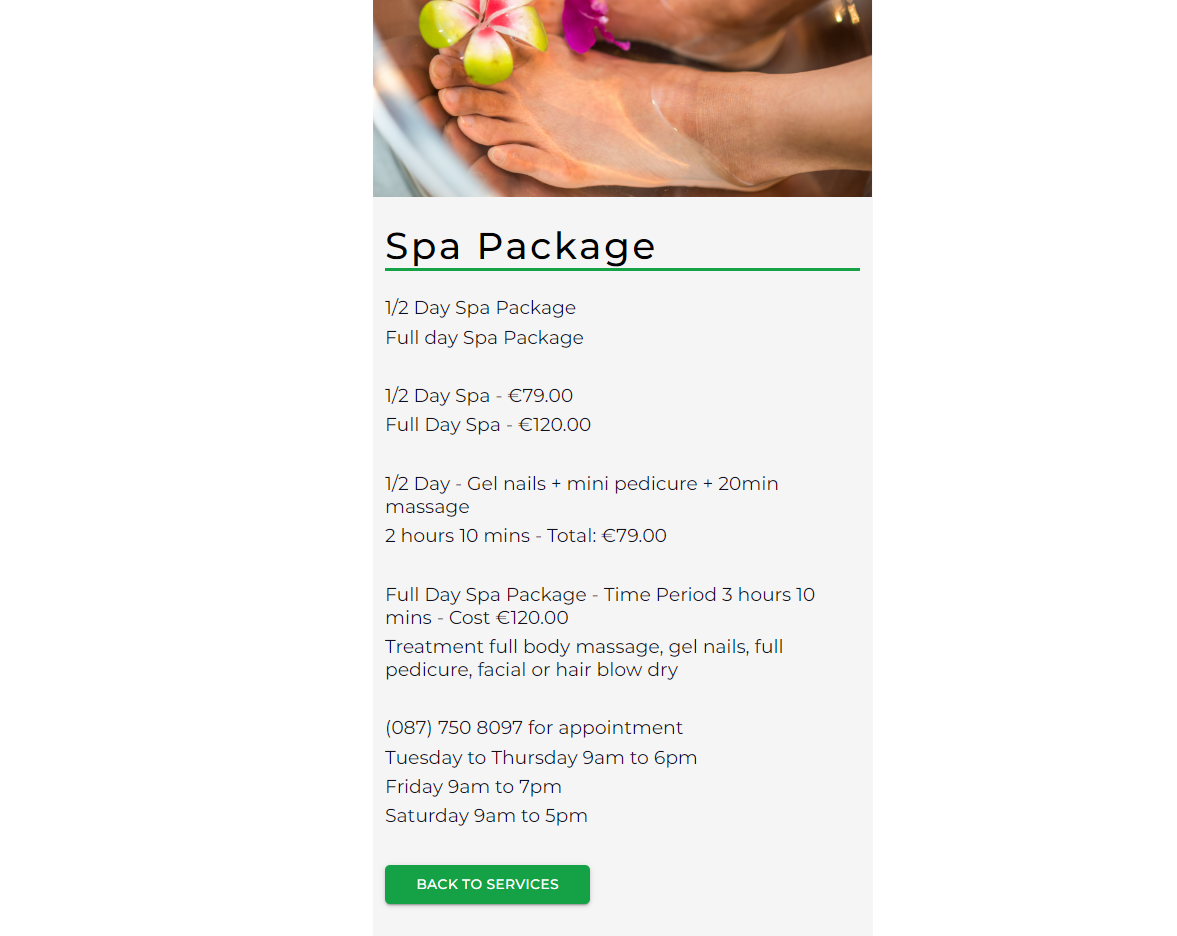 Spa Package
1/2 Day Spa Package
Full day Spa Package
1/2 Day Spa - €79.00
Full Day Spa - €120.00
1/2 Day - Gel nails + mini pedicure + 20min
massage
2 hours 10 mins - Total: €79.00
Full Day Spa Package - Time Period 3 hours 10
mins - Cost €120.00
Treatment full body massage, gel nails, full
pedicure, facial or hair blow dry
(087) 750 8097 for appointment
Tuesday to Thursday 9am to 6pm
Friday 9am to 7pm
Saturday 9am to 5pm
BACK TO SERVICES